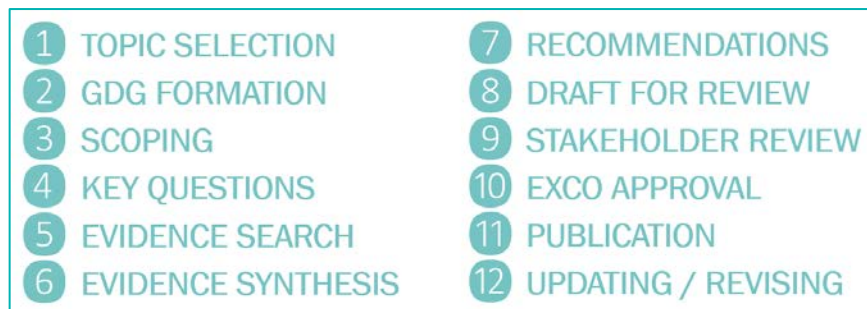 1 TOPIC SELECTION
2 GDG FORMATION
3 SCOPING
4 KEY QUESTIONS
5 EVIDENCE SEARCH
6 EVIDENCE SYNTHESIS
7 RECOMMENDATIONS
8 DRAFT FOR REVIEW
9 STAKEHOLDER REVIEW
10 EXCO APPROVAL
11 PUBLICATION
12 UPDATING / REVISING